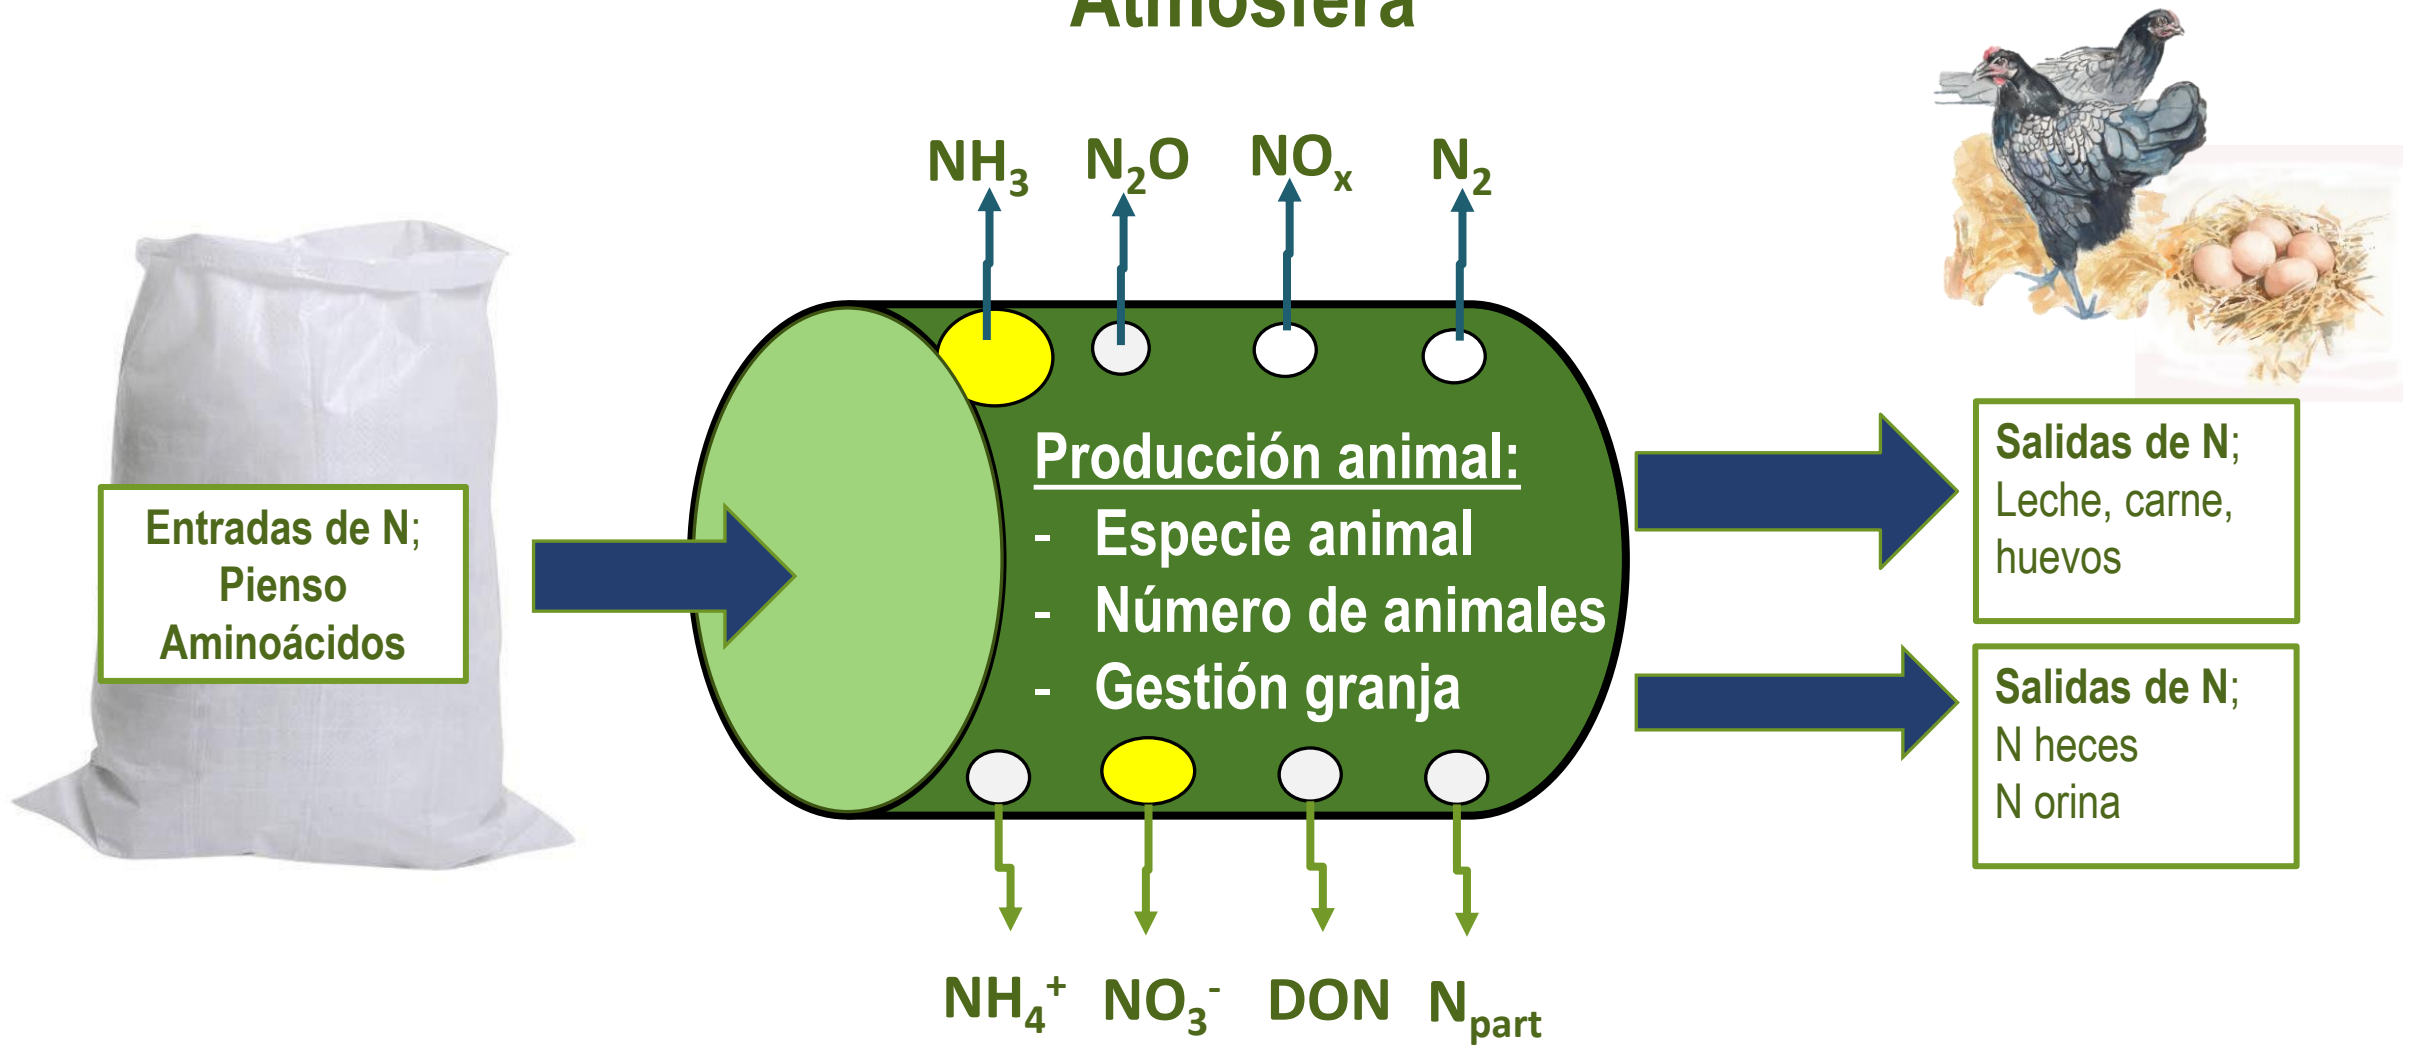 Atmósfera
NH₃ N₂O NOₓ N₂
Entradas de N;
Pienso
Aminoácidos
Producción animal:
- Especie animal
- Número de animales
- Gestión granja
Salidas de N;
Leche, carne,
huevos
Salidas de N;
N heces
N orina
NH₄⁺ NO₃⁻ DON Npart